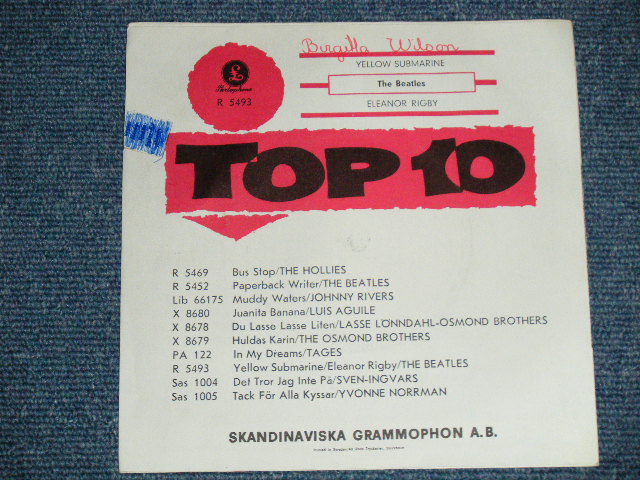 Birgitta Wilson
YELLOW SUBMARINE
The Beatles
ELEANOR RIGBY
Parlophone
R 5493
TOP 10
R 5469 Bus Stop/THE HOLLIES
R 5452 Paperback Writer/THE BEATLES
Lib 66175 Muddy Waters/JOHNNY RIVERS
X 8680 Juanita Banana/LUIS AGUILE
X 8678 Du Lasse Lasse Liten/LASSE LÖNNDAHL-OSMOND BROTHERS
X 8679 Huldas Karin/THE OSMOND BROTHERS
PA 122 In My Dreams/TAGES
R 5493 Yellow Submarine/Eleanor Rigby/THE BEATLES
Sas 1004 Det Tror Jag Inte På/SVEN-INGVARS
Sas 1005 Tack För Alla Kyssar/YVONNE NORRMAN
SKANDINAVISKA GRAMMOPHON A.B.
Printed in Sweden